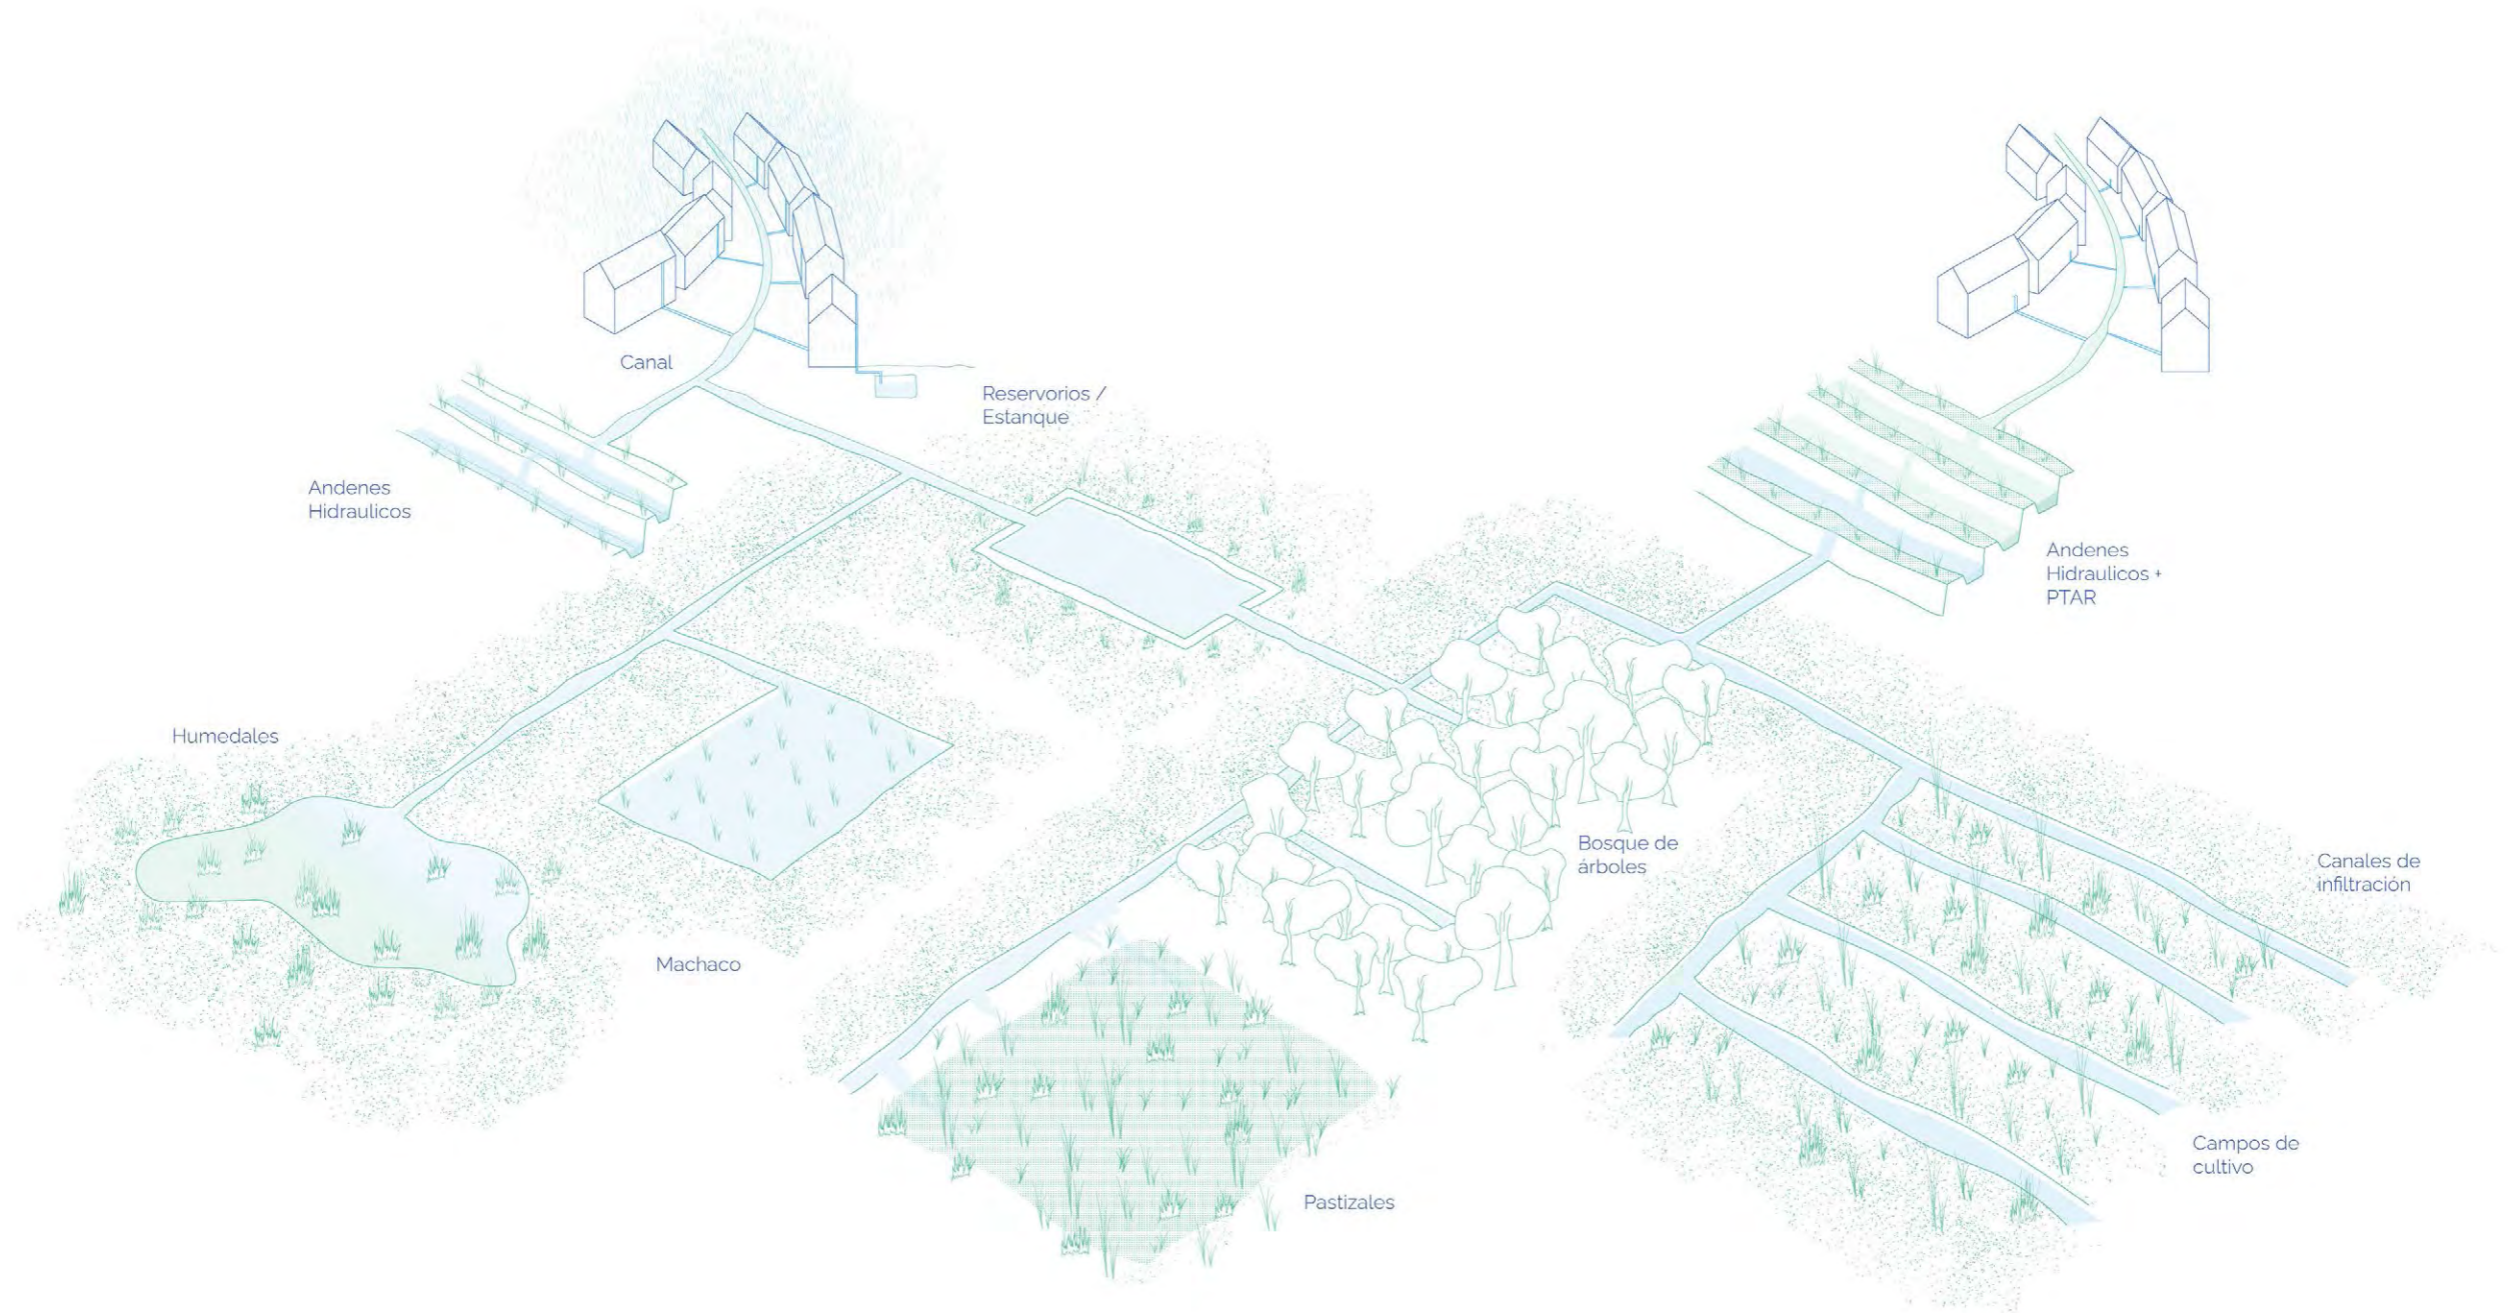 Canal
Reservorios /
Estanque
Andenes
Hidraulicos
Andenes
Hidraulicos +
PTAR
Humedales
Machaco
Bosque de
árboles
Canales de
infiltración
Campos de
cultivo
Pastizales